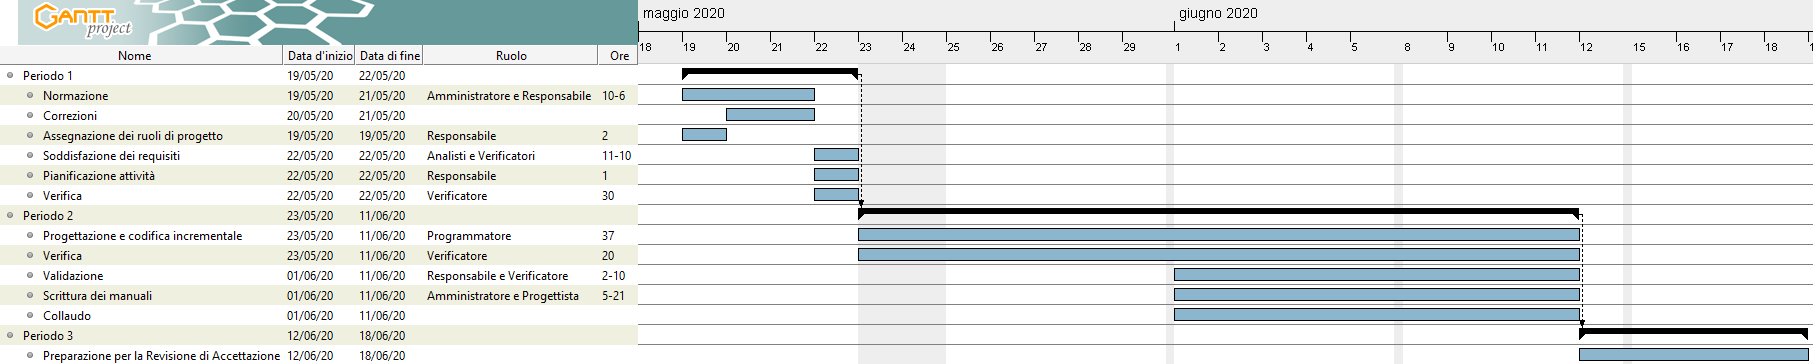 GANTT project
maggio 2020 giugno 2020
18 19 20 21 22 23 24 25 26 27 28 29 1 2 3 4 5 8 9 10 11 12 15 16 17 18 1
Nome Data d'inizio Data di fine Ruolo Ore
Periodo 1 19/05/20 22/05/20
Normazione 19/05/20 21/05/20 Amministratore e Responsabile 10-6
Correzioni 20/05/20 21/05/20
Assegnazione dei ruoli di progetto 19/05/20 19/05/20 Responsabile 2
Soddisfazione dei requisiti 22/05/20 22/05/20 Analisti e Verificatori 11-10
Pianificazione attività 22/05/20 22/05/20 Responsabile 1
Verifica 22/05/20 22/05/20 Verificatore 30
Periodo 2 23/05/20 11/06/20
Progettazione e codifica incrementale 23/05/20 11/06/20 Programmatore 37
Verifica 23/05/20 11/06/20 Verificatore 20
Validazione 01/06/20 11/06/20 Responsabile e Verificatore 2-10
Scrittura dei manuali 01/06/20 11/06/20 Amministratore e Progettista 5-21
Collaudo 01/06/20 11/06/20
Periodo 3 12/06/20 18/06/20
Preparazione per la Revisione di Accettazione 12/06/20 18/06/20